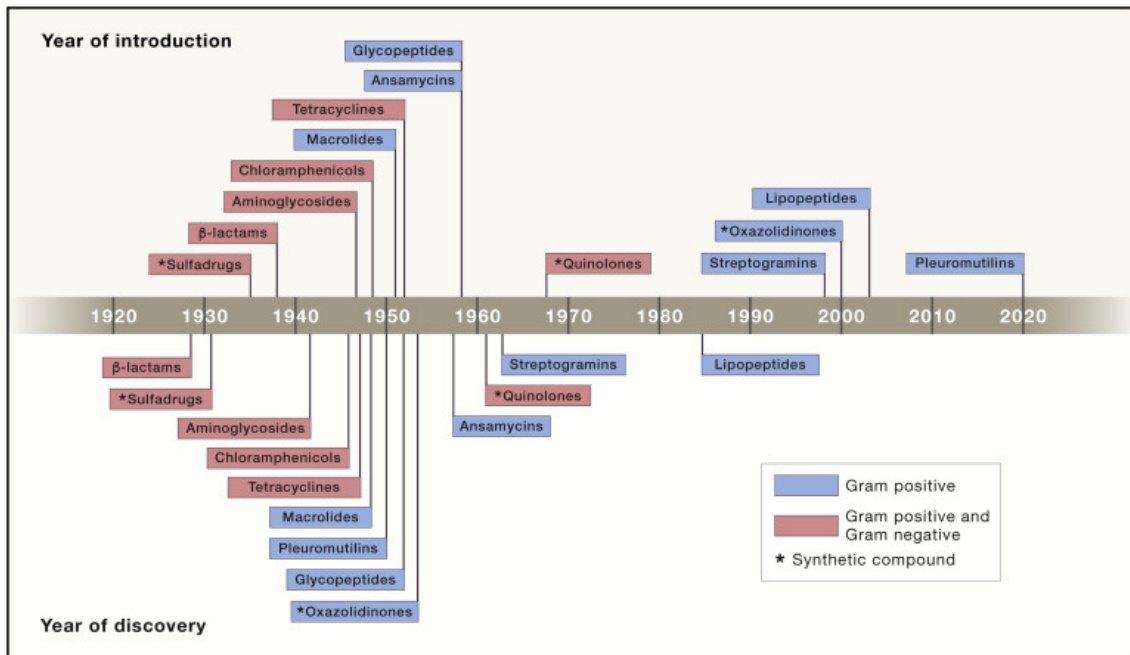 Year of introduction
Glycopeptides
Ansamycins
Tetracyclines
Macrolides
Chloramphenicols
Aminoglycosides
β-lactams
*Sulfadrugs
*Quinolones
Lipopeptides
*Oxazolidinones
Streptogramins
Pleuromutilins
1920 1930 1940 1950 1960 1970 1980 1990 2000 2010 2020
β-lactams
*Sulfadrugs
Aminoglycosides
Chloramphenicols
Tetracyclines
Macrolides
Pleuromutilins
Glycopeptides
*Oxazolidinones
Streptogramins
*Quinolones
Ansamycins
Lipopeptides
Gram positive
Gram positive and
Gram negative
* Synthetic compound
Year of discovery